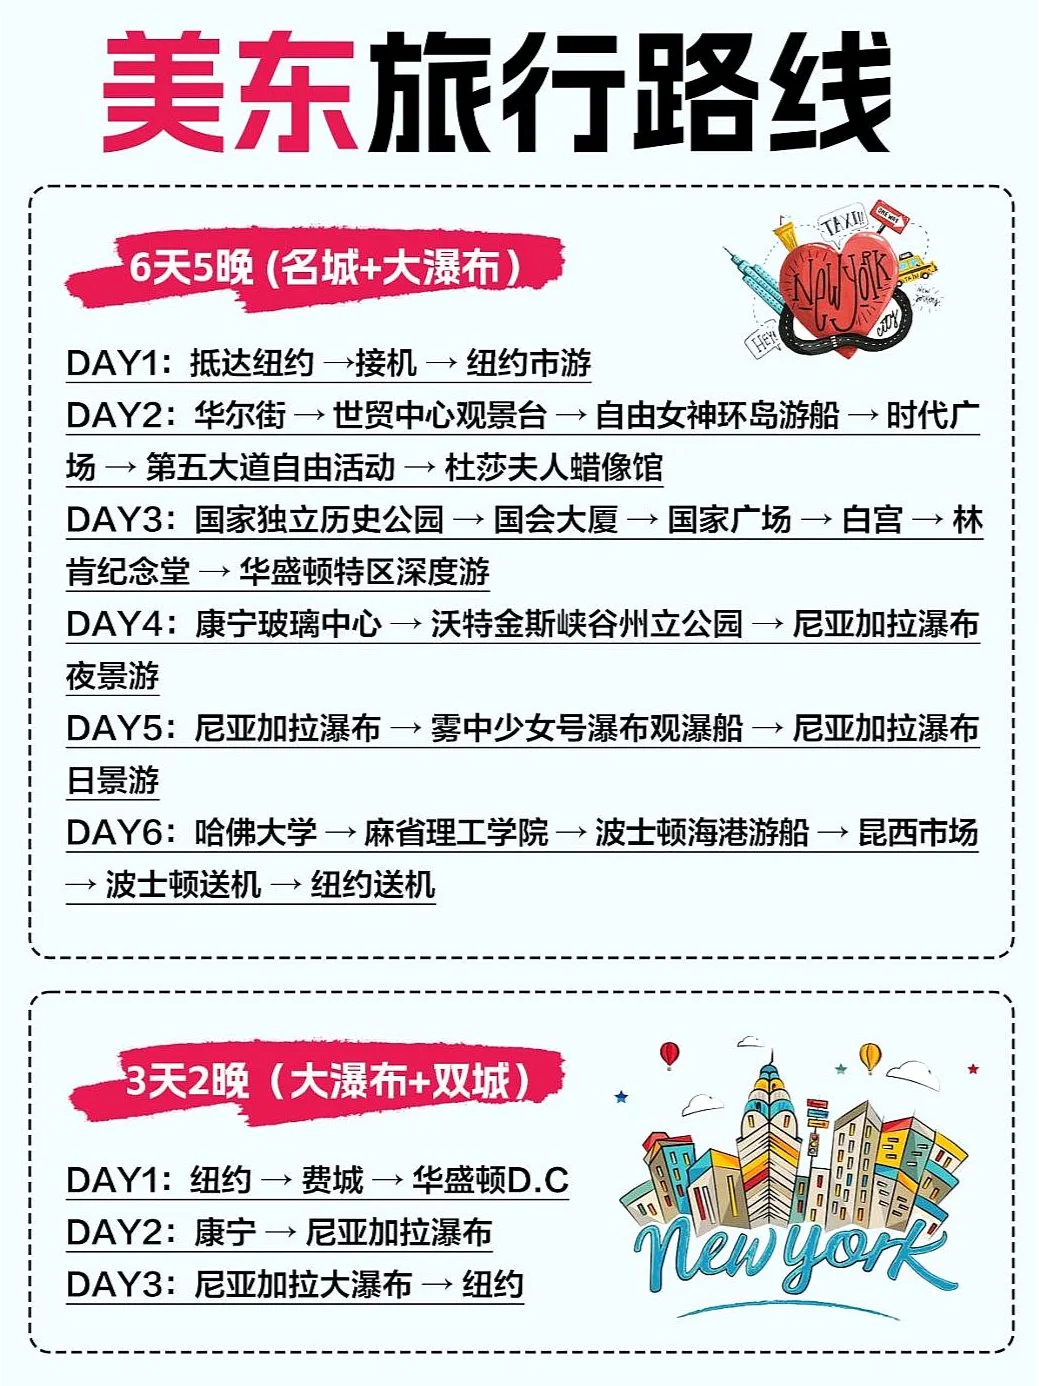 美东旅行路线
6天5晚 (名城+大瀑布）
TAXI!!
ONE WAY
TAXI
NEW YORK
CITY
HEY!
DAY1：抵达纽约 →接机 → 纽约市游
DAY2：华尔街 → 世贸中心观景台 → 自由女神环岛游船 → 时代广
场 → 第五大道自由活动 → 杜莎夫人蜡像馆
DAY3：国家独立历史公园 → 国会大厦 → 国家广场 → 白宫 → 林
肯纪念堂 → 华盛顿特区深度游
DAY4：康宁玻璃中心 → 沃特金斯峡谷州立公园 → 尼亚加拉瀑布
夜景游
DAY5：尼亚加拉瀑布 → 雾中少女号瀑布观瀑船 → 尼亚加拉瀑布
日景游
DAY6：哈佛大学 → 麻省理工学院 → 波士顿海港游船 → 昆西市场
→ 波士顿送机 → 纽约送机
3天2晚（大瀑布+双城）
DAY1：纽约 → 费城 → 华盛顿D.C
DAY2：康宁 → 尼亚加拉瀑布
DAY3：尼亚加拉大瀑布 → 纽约
New york